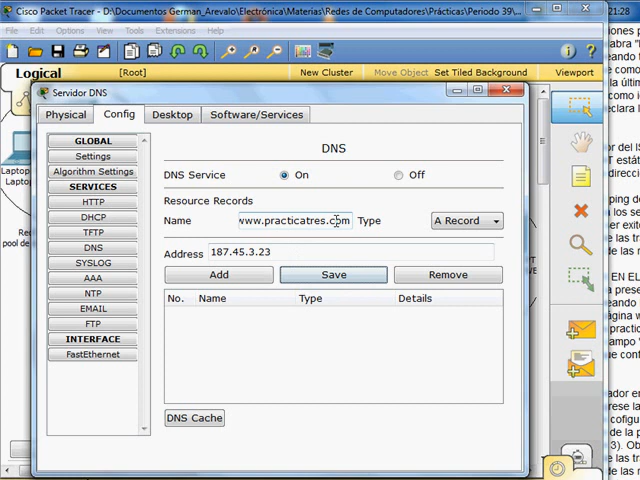 Cisco Packet Tracer - D:\Documentos German_Arevalo\Electrónica\Materias\Redes de Computadores\Prácticas\Periodo 39\...
21:28
File Edit Options View Tools Extensions Help
Logical [Root] New Cluster Move Object Set Tiled Background Viewport
Servidor DNS
Physical Config Desktop Software/Services
GLOBAL
Settings
Algorithm Settings
SERVICES
HTTP
DHCP
TFTP
DNS
SYSLOG
AAA
NTP
EMAIL
FTP
INTERFACE
FastEthernet
DNS
DNS Service On Off
Resource Records
Name www.practicatres.com Type A Record
Address 187.45.3.23
Add Save Remove
No. Name Type Details
DNS Cache